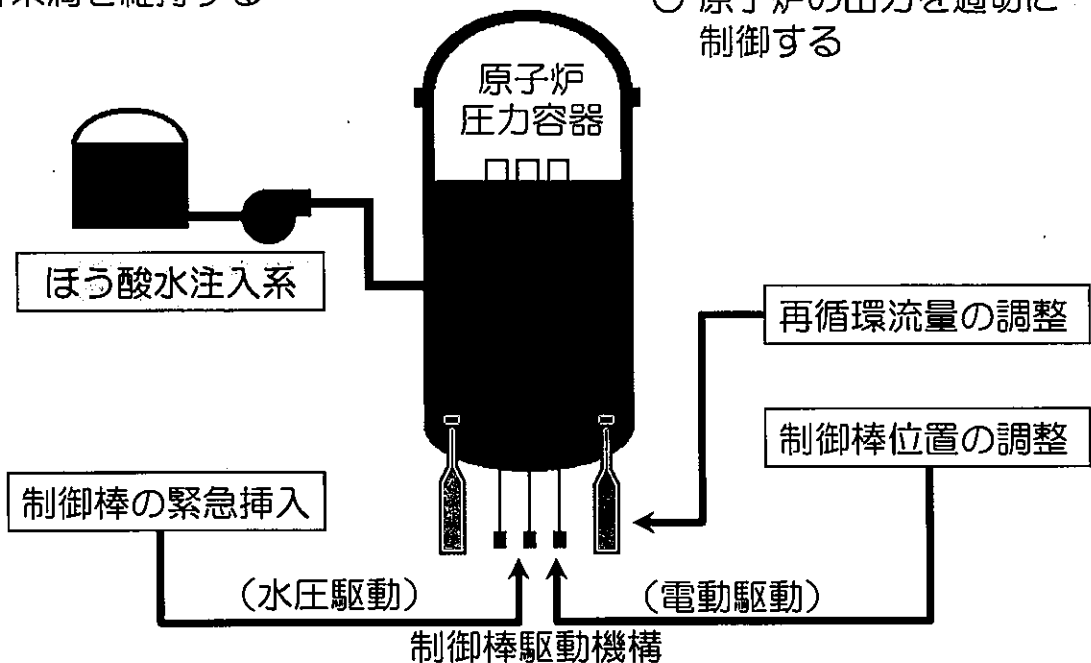 ○ 原子炉の出力を適切に
制御する
原子炉
圧力容器
ほう酸水注入系
再循環流量の調整
制御棒位置の調整
制御棒の緊急挿入
（水圧駆動）
（電動駆動）
制御棒駆動機構